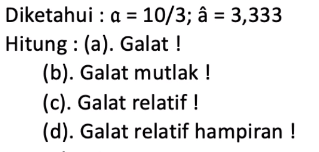 Diketahui : ɑ = 10/3; â = 3,333
Hitung : (a). Galat !
(b). Galat mutlak !
(c). Galat relatif !
(d). Galat relatif hampiran !